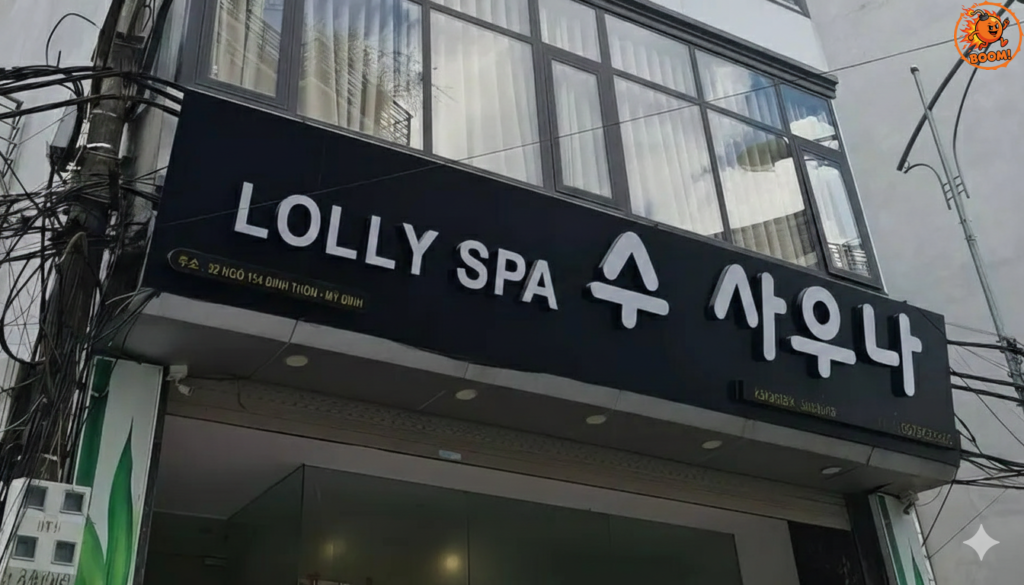 LOLLY SPA 수 사우나
주소 . 32 NGÕ 154 ĐÌNH THÔN - MỸ ĐÌNH
BOOM!